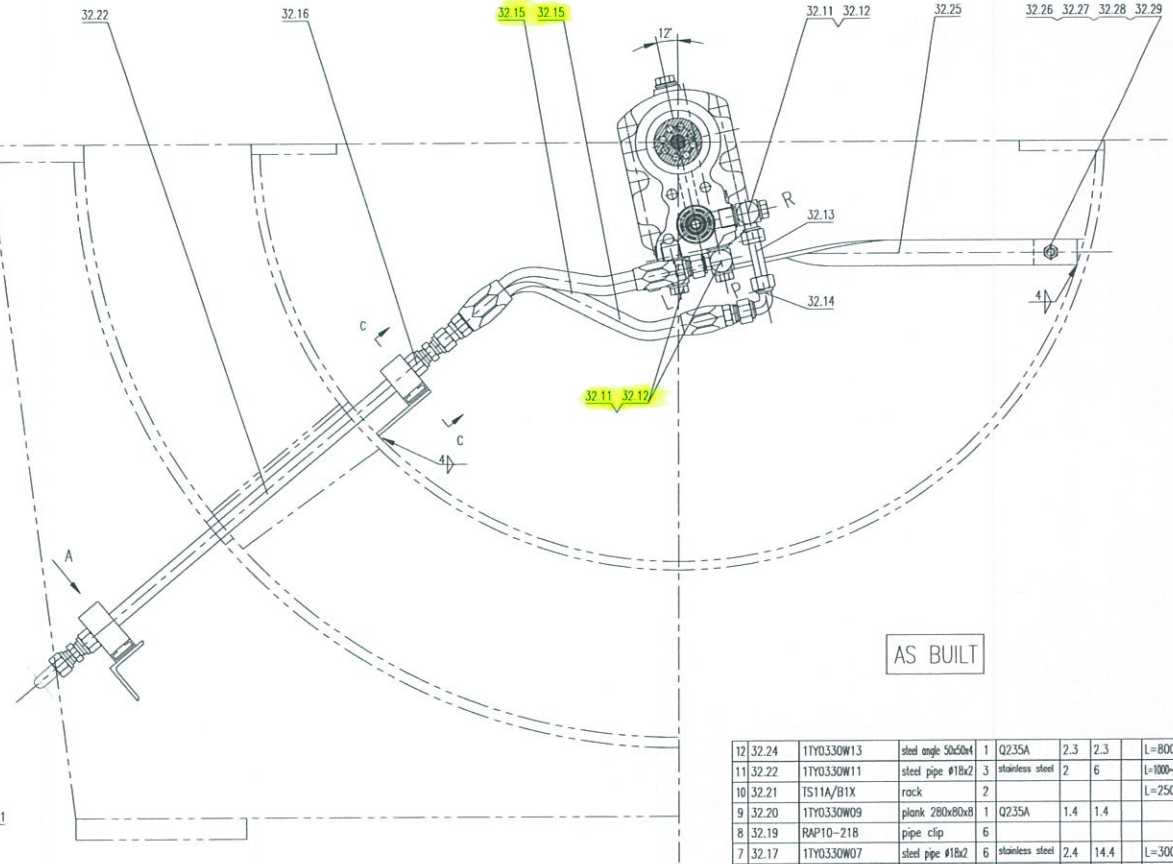 32.22 32.16 32.15 32.15 32.11 32.12 32.25 32.26 32.27 32.28 32.29
12°
R
32.13
P
L
32.14
4
C
32.11 32.12
C
4
A
AS BUILT
1
12 32.24 1TY0330W13 steel angle 50x50x4 1 Q235A 2.3 2.3 L=800
11 32.22 1TY0330W11 steel pipe ø18x2 3 stainless steel 2 6 L=1000~
10 32.21 TS11A/B1X rack 2 L=250
9 32.20 1TY0330W09 plank 280x80x8 1 Q235A 1.4 1.4
8 32.19 RAP10-218 pipe clip 6
7 32.17 1TY0330W07 steel pipe ø18x2 6 stainless steel 2.4 14.4 L=300